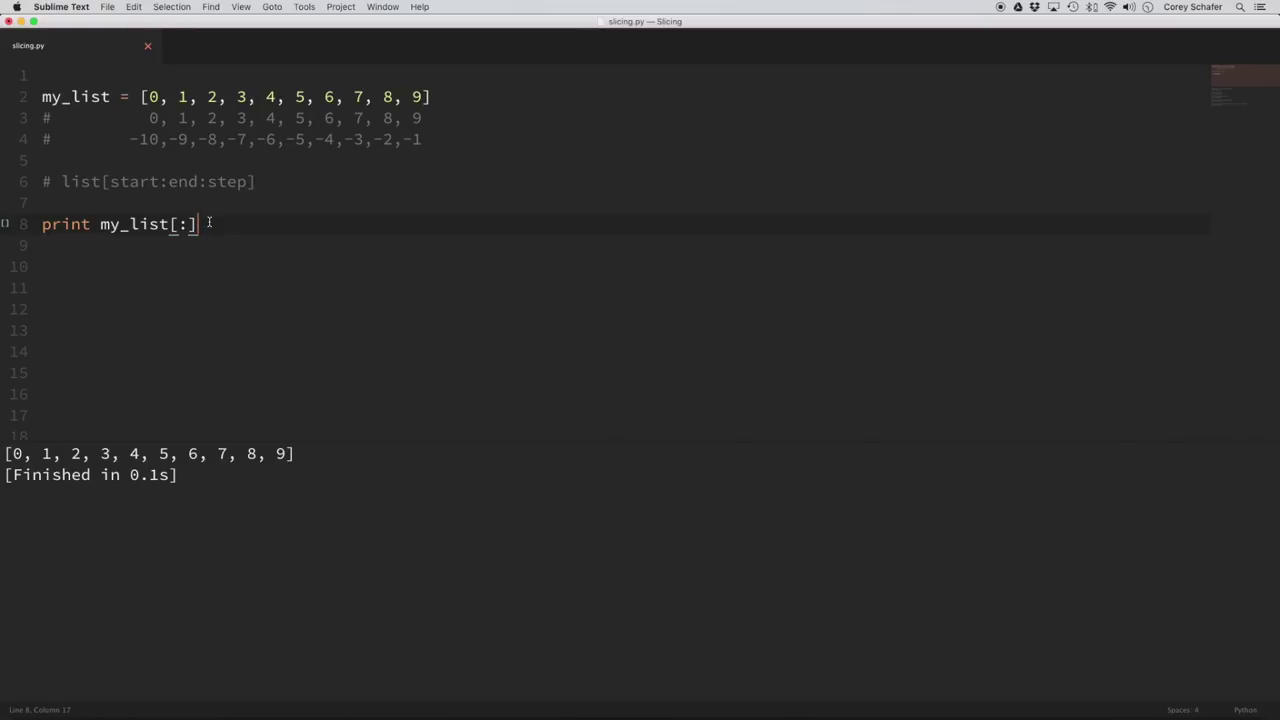 Sublime Text File Edit Selection Find View Goto Tools Project Window Help Corey Schafer
slicing.py — Slicing
slicing.py
1
2 my_list = [0, 1, 2, 3, 4, 5, 6, 7, 8, 9]
3 # 0, 1, 2, 3, 4, 5, 6, 7, 8, 9
4 # -10,-9,-8,-7,-6,-5,-4,-3,-2,-1
5
6 # list[start:end:step]
7
8 print my_list[:]
9
10
11
12
13
14
15
16
17
18
[0, 1, 2, 3, 4, 5, 6, 7, 8, 9]
[Finished in 0.1s]
Line 8, Column 17 Spaces: 4 Python